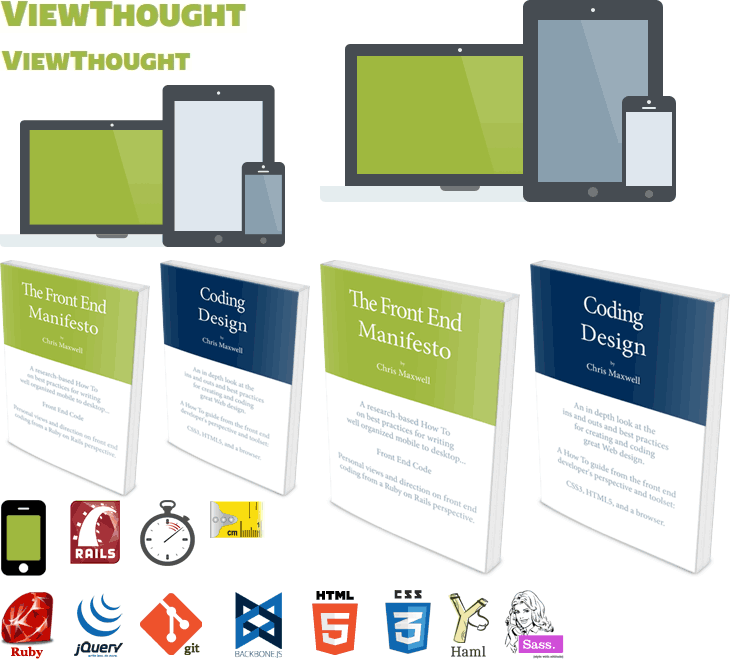 ViewThought
ViewThought
The Front End
Manifesto
by
Chris Maxwell
A research-based How To
on best practices for writing
well organized mobile to desktop...
Front End Code
Personal views and direction on front end
coding from a Ruby on Rails perspective.
Coding
Design
by
Chris Maxwell
An in depth look at the
ins and outs and best practices
for creating and coding
great Web design.
A How To guide from the front end
developer's perspective and toolset:
CSS3, HTML5, and a browser.
The Front End
Manifesto
by
Chris Maxwell
A research-based How To
on best practices for writing
well organized mobile to desktop...
Front End Code
Personal views and direction on front end
coding from a Ruby on Rails perspective.
Coding
Design
by
Chris Maxwell
An in depth look at the
ins and outs and best practices
for creating and coding
great Web design.
A How To guide from the front end
developer's perspective and toolset:
CSS3, HTML5, and a browser.
RAILS
cm 1
Ruby
jQuery
write less, do more.
git
BACKBONE.JS
HTML
5
CSS
3
Haml
Sass.
style with attitude